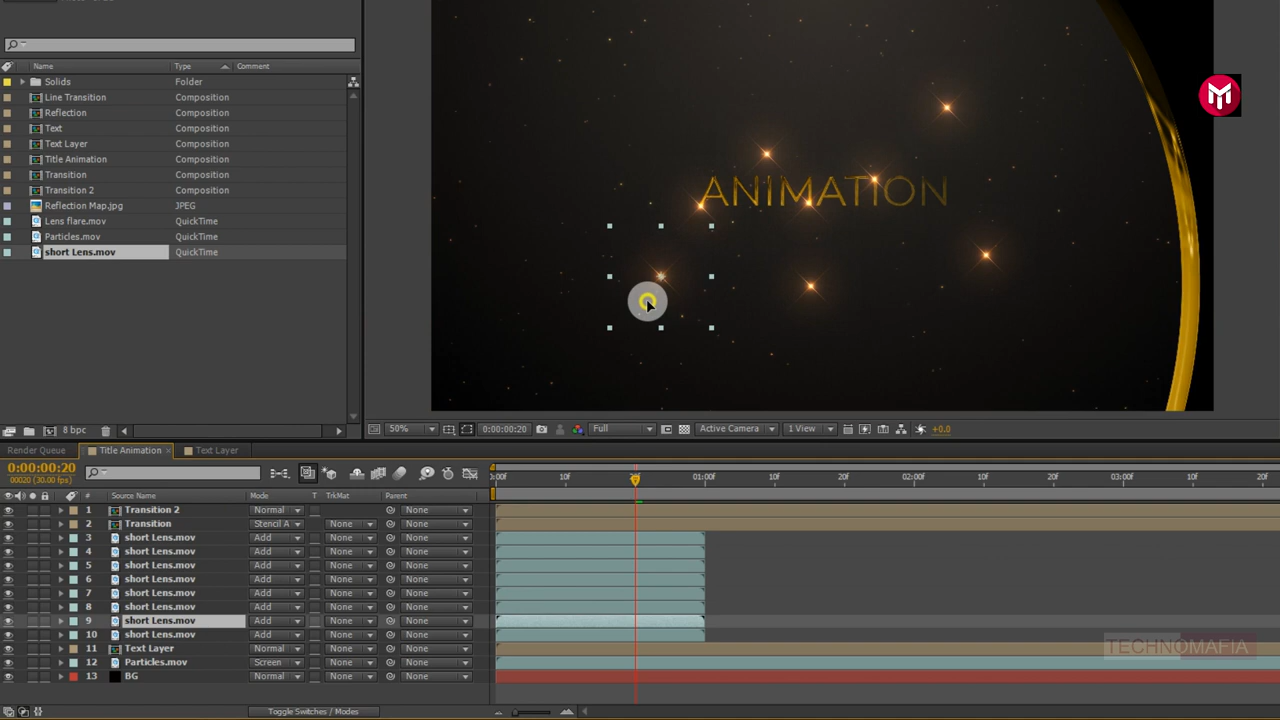 Name Type Comment
Solids Folder
Line Transition Composition
Reflection Composition
Text Composition
Text Layer Composition
Title Animation Composition
Transition Composition
Transition 2 Composition
Reflection Map.jpg JPEG
Lens flare.mov QuickTime
Particles.mov QuickTime
short Lens.mov QuickTime
ANIMATION
8 bpc
50% 0:00:00:20 Full Active Camera 1 View +0.0
Render Queue Title Animation × Text Layer
0:00:00:20
00020 (30.00 fps)
:00F 10F 01:00F 10F 20F 02:00F 10F 20F 03:00F 10F 20F
# Source Name Mode T TrkMat Parent
1 Transition 2 Normal None
2 Transition Stencil A None None
3 short Lens.mov Add None None
4 short Lens.mov Add None None
5 short Lens.mov Add None None
6 short Lens.mov Add None None
7 short Lens.mov Add None None
8 short Lens.mov Add None None
9 short Lens.mov Add None None
10 short Lens.mov Add None None
11 Text Layer Normal None None
12 Particles.mov Screen None None
13 BG Normal None None
TECHNOMAFIA
Toggle Switches / Modes